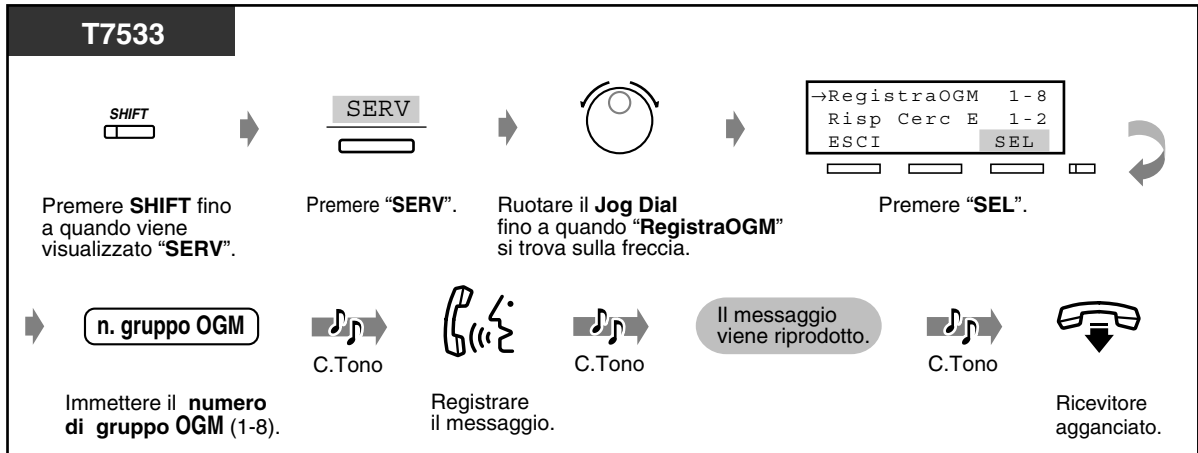 T7533
SHIFT
SERV
→RegistraOGM 1-8
Risp Cerc E 1-2
ESCI SEL
Premere SHIFT fino
a quando viene
visualizzato “SERV”.
Premere “SERV”.
Ruotare il Jog Dial
fino a quando “RegistraOGM”
si trova sulla freccia.
Premere “SEL”.
n. gruppo OGM
C.Tono
C.Tono
Il messaggio
viene riprodotto.
C.Tono
Immettere il numero
di gruppo OGM (1-8).
Registrare
il messaggio.
Ricevitore
agganciato.